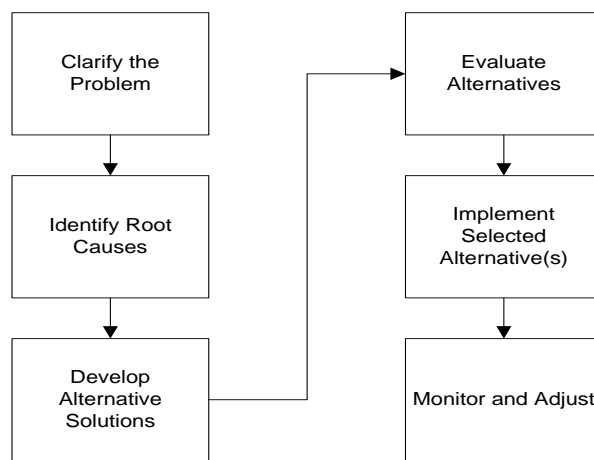 Clarify the
Problem
Identify Root
Causes
Develop
Alternative
Solutions
Evaluate
Alternatives
Implement
Selected
Alternative(s)
Monitor and Adjust